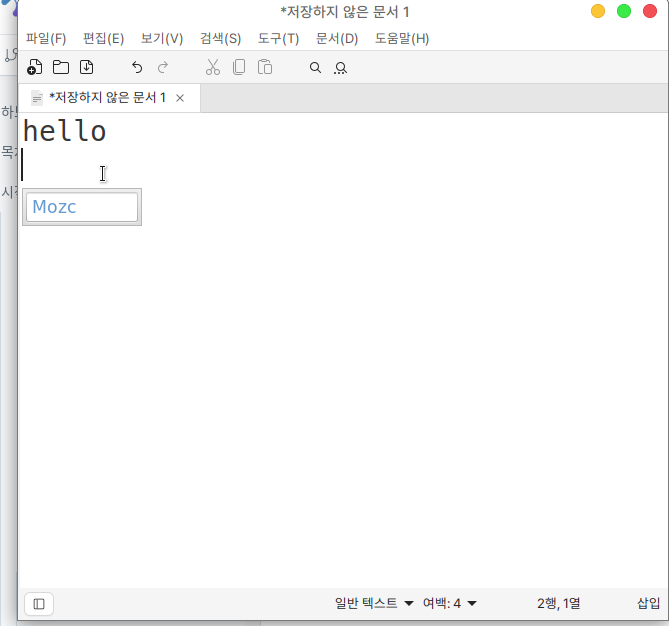 *저장하지 않은 문서 1
파일(F) 편집(E) 보기(V) 검색(S) 도구(T) 문서(D) 도움말(H)
*저장하지 않은 문서 1
hello
Mozc
일반 텍스트 여백: 4 2행, 1열 삽입